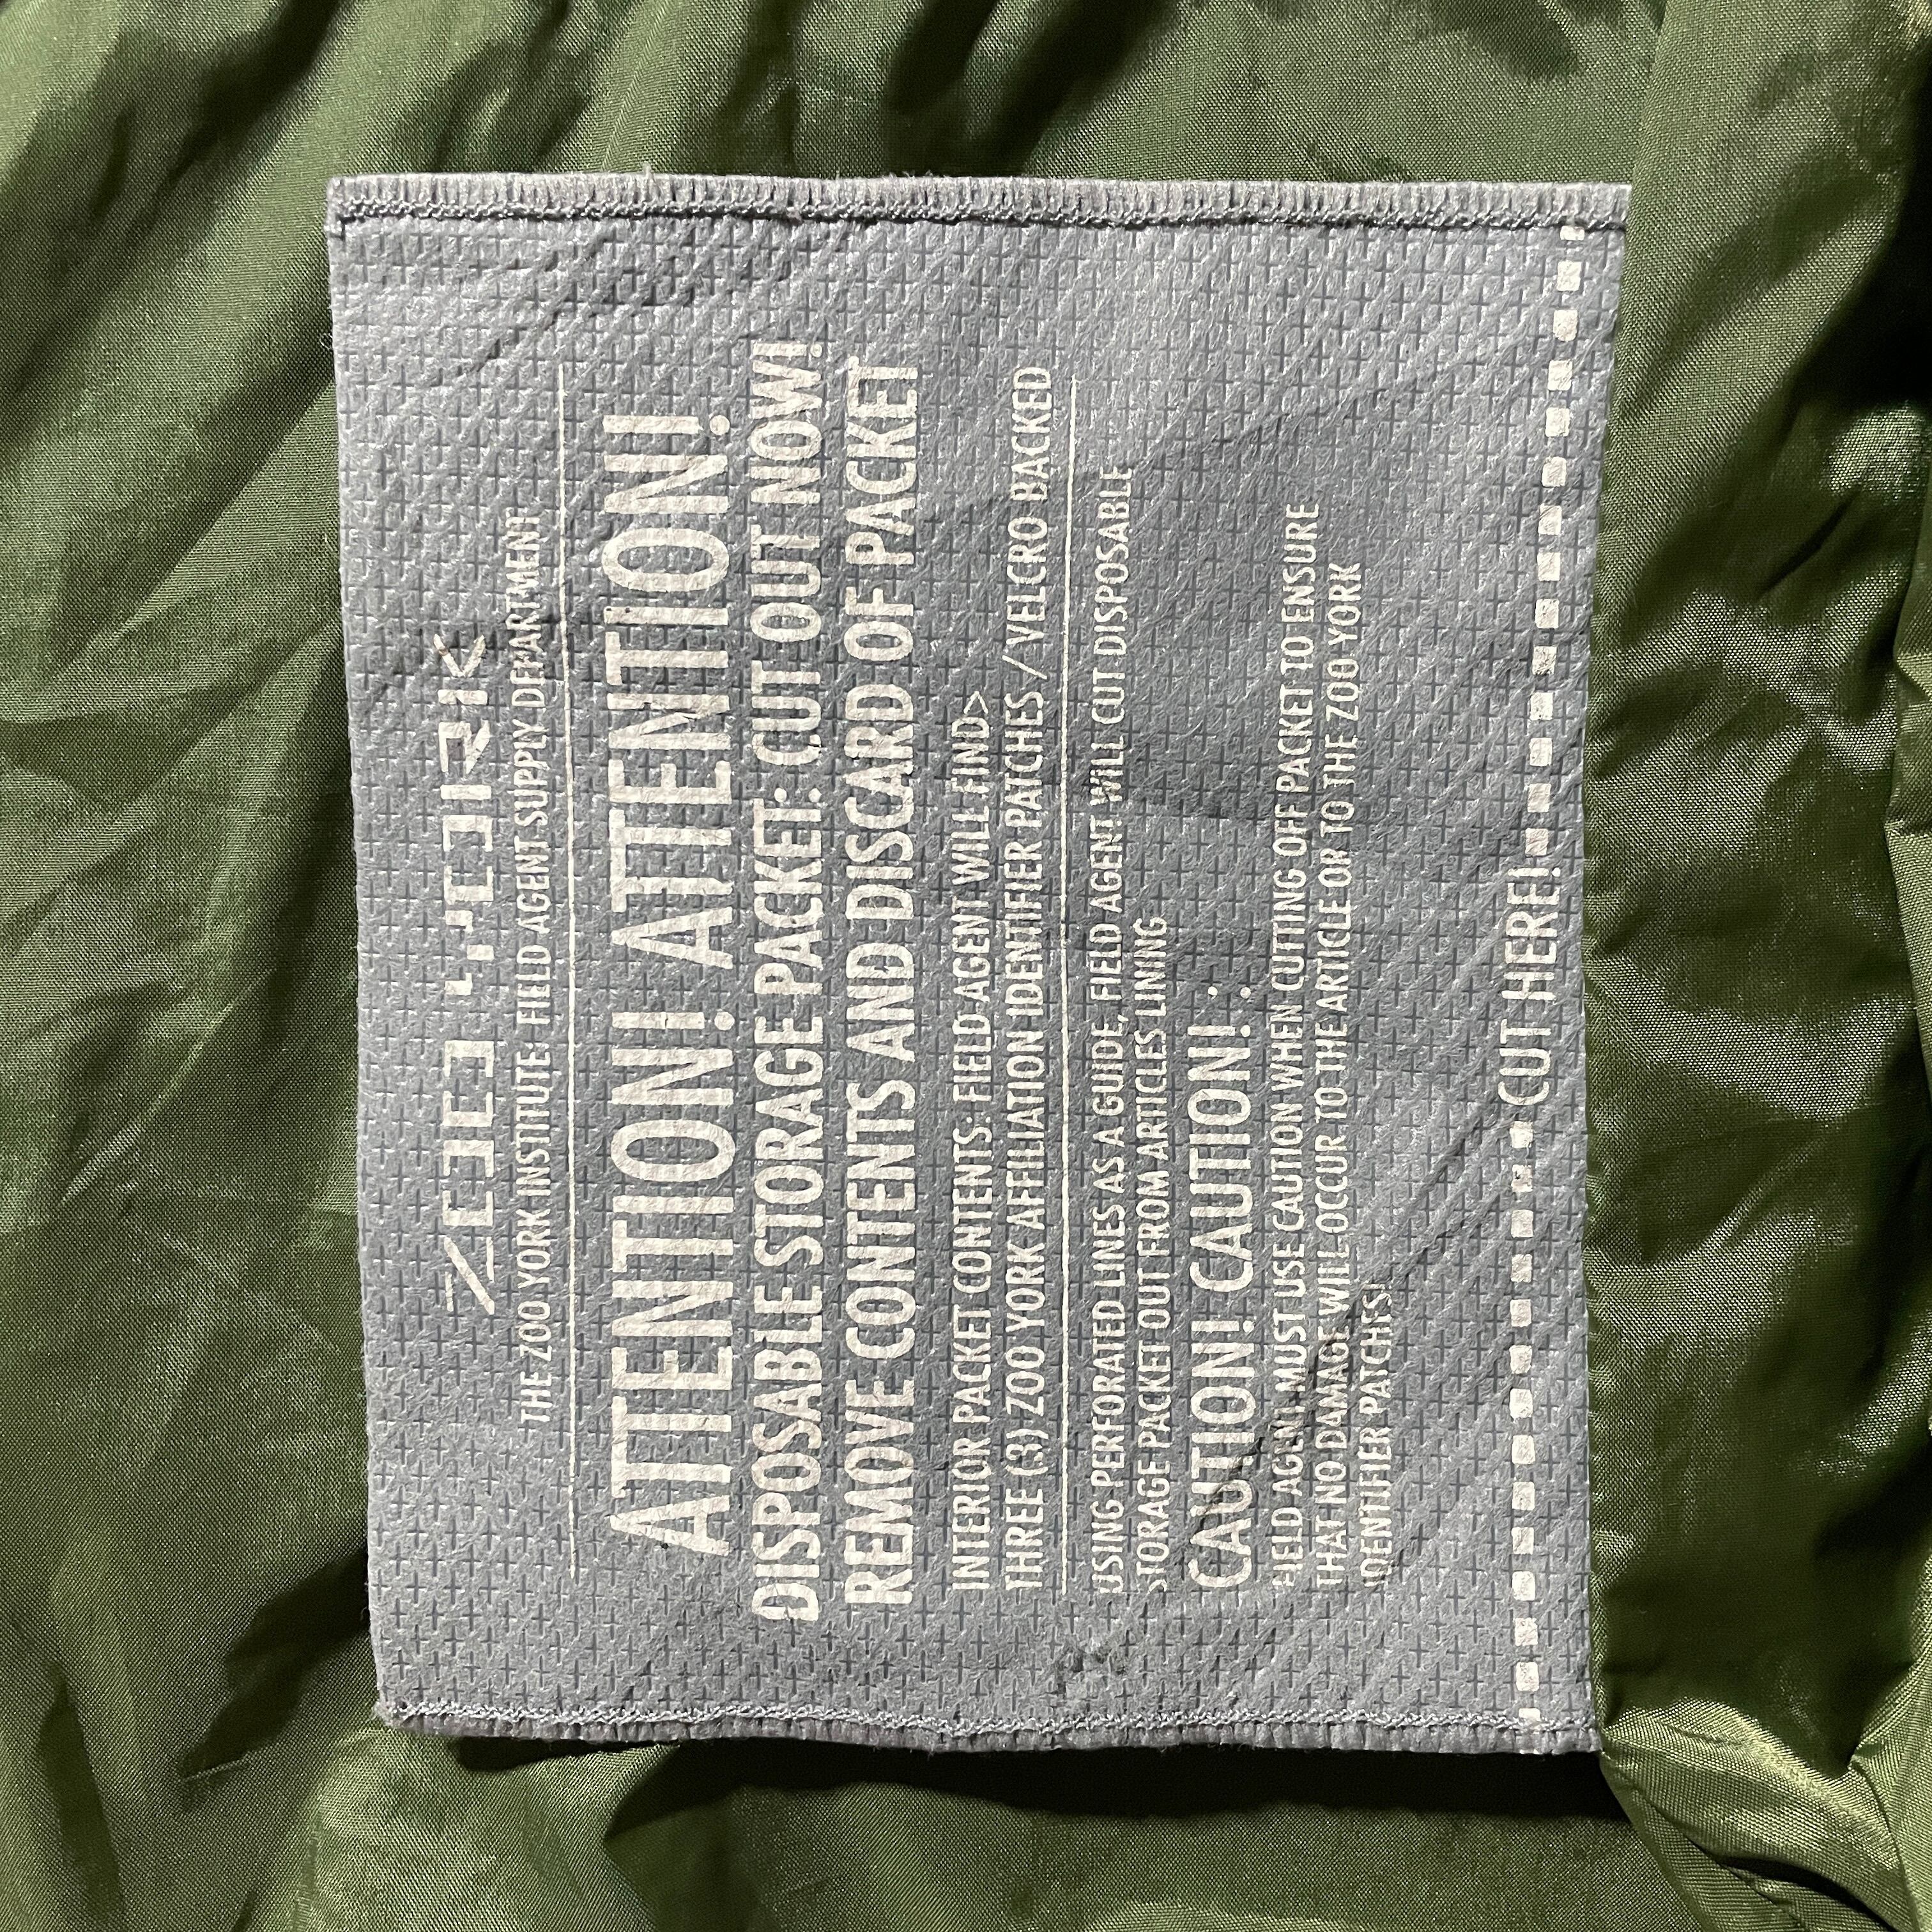 ZOO YORK
THE ZOO YORK INSTITUTE: FIELD AGENT SUPPLY DEPARTMENT
ATTENTION! ATTENTION!
DISPOSABLE STORAGE PACKET: CUT OUT NOW!
REMOVE CONTENTS AND DISCARD OF PACKET
INTERIOR PACKET CONTENTS: FIELD AGENT WILL FIND>
THREE (3) ZOO YORK AFFILIATION IDENTIFIER PATCHES / VELCRO BACKED
USING PERFORATED LINES AS A GUIDE, FIELD AGENT WILL CUT DISPOSABLE
STORAGE PACKET OUT FROM ARTICLES LINING
CAUTION! CAUTION! :
FIELD AGENT MUST USE CAUTION WHEN CUTTING OFF PACKET TO ENSURE
THAT NO DAMAGE WILL OCCUR TO THE ARTICLE OR TO THE ZOO YORK
IDENTIFIER PATCHES!
CUT HERE!